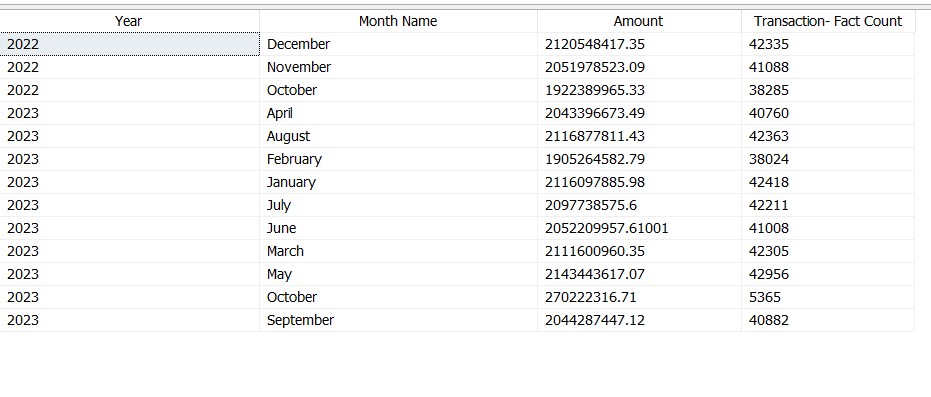 Year Month Name Amount Transaction- Fact Count
2022 December 2120548417.35 42335
2022 November 2051978523.09 41088
2022 October 1922389965.33 38285
2023 April 2043396673.49 40760
2023 August 2116877811.43 42363
2023 February 1905264582.79 38024
2023 January 2116097885.98 42418
2023 July 2097738575.6 42211
2023 June 2052209957.61001 41008
2023 March 2111600960.35 42305
2023 May 2143443617.07 42956
2023 October 270222316.71 5365
2023 September 2044287447.12 40882